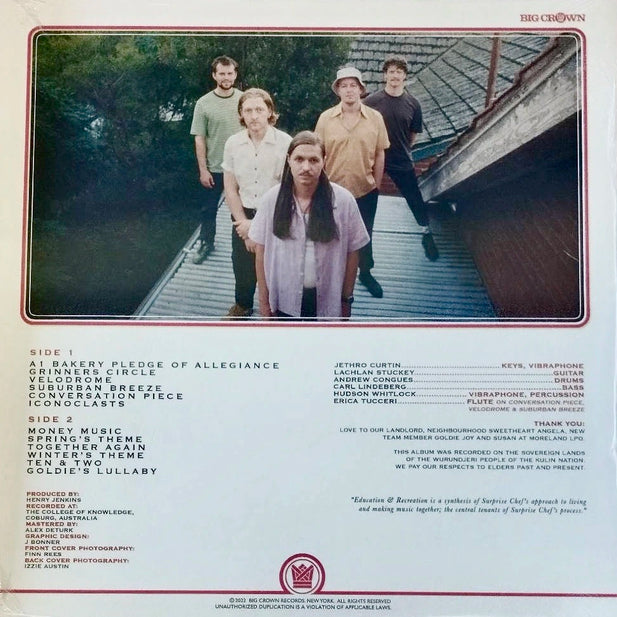 BIG CROWN
SIDE 1
A1 BAKERY PLEDGE OF ALLEGIANCE
GRINNERS CIRCLE
VELODROME
SUBURBAN BREEZE
CONVERSATION PIECE
ICONOCLASTS
SIDE 2
MONEY MUSIC
SPRING'S THEME
TOGETHER AGAIN
WINTER'S THEME
TEN & TWO
GOLDIE'S LULLABY
PRODUCED BY:
HENRY JENKINS
RECORDED AT:
THE COLLEGE OF KNOWLEDGE,
COBURG, AUSTRALIA
MASTERED BY:
ALEX DETURK
GRAPHIC DESIGN:
J BONNER
FRONT COVER PHOTOGRAPHY:
FINN REES
BACK COVER PHOTOGRAPHY:
IZZIE AUSTIN
JETHRO CURTIN........KEYS, VIBRAPHONE
LACHLAN STUCKEY........GUITAR
ANDREW CONGUES........DRUMS
CARL LINDEBERG........BASS
HUDSON WHITLOCK........VIBRAPHONE, PERCUSSION
ERICA TUCCERI........FLUTE ON CONVERSATION PIECE,
VELODROME & SUBURBAN BREEZE
THANK YOU:
LOVE TO OUR LANDLORD, NEIGHBOURHOOD SWEETHEART ANGELA, NEW
TEAM MEMBER GOLDIE JOY AND SUSAN AT MORELAND LPO.
THIS ALBUM WAS RECORDED ON THE SOVEREIGN LANDS
OF THE WURUNDJERI PEOPLE OF THE KULIN NATION.
WE PAY OUR RESPECTS TO ELDERS PAST AND PRESENT.
"Education & Recreation is a synthesis of Surprise Chef's approach to living
and making music together; the central tenants of Surprise Chef's process."
©2022 BIG CROWN RECORDS. NEW YORK. ALL RIGHTS RESERVED
UNAUTHORIZED DUPLICATION IS A VIOLATION OF APPLICABLE LAWS.